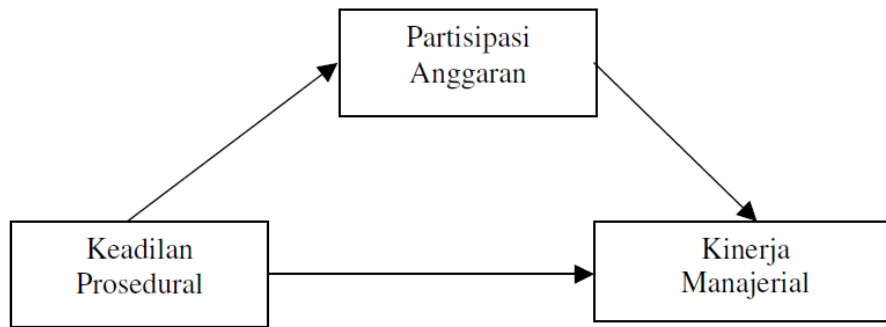 Partisipasi
Anggaran
Keadilan
Prosedural
Kinerja
Manajerial